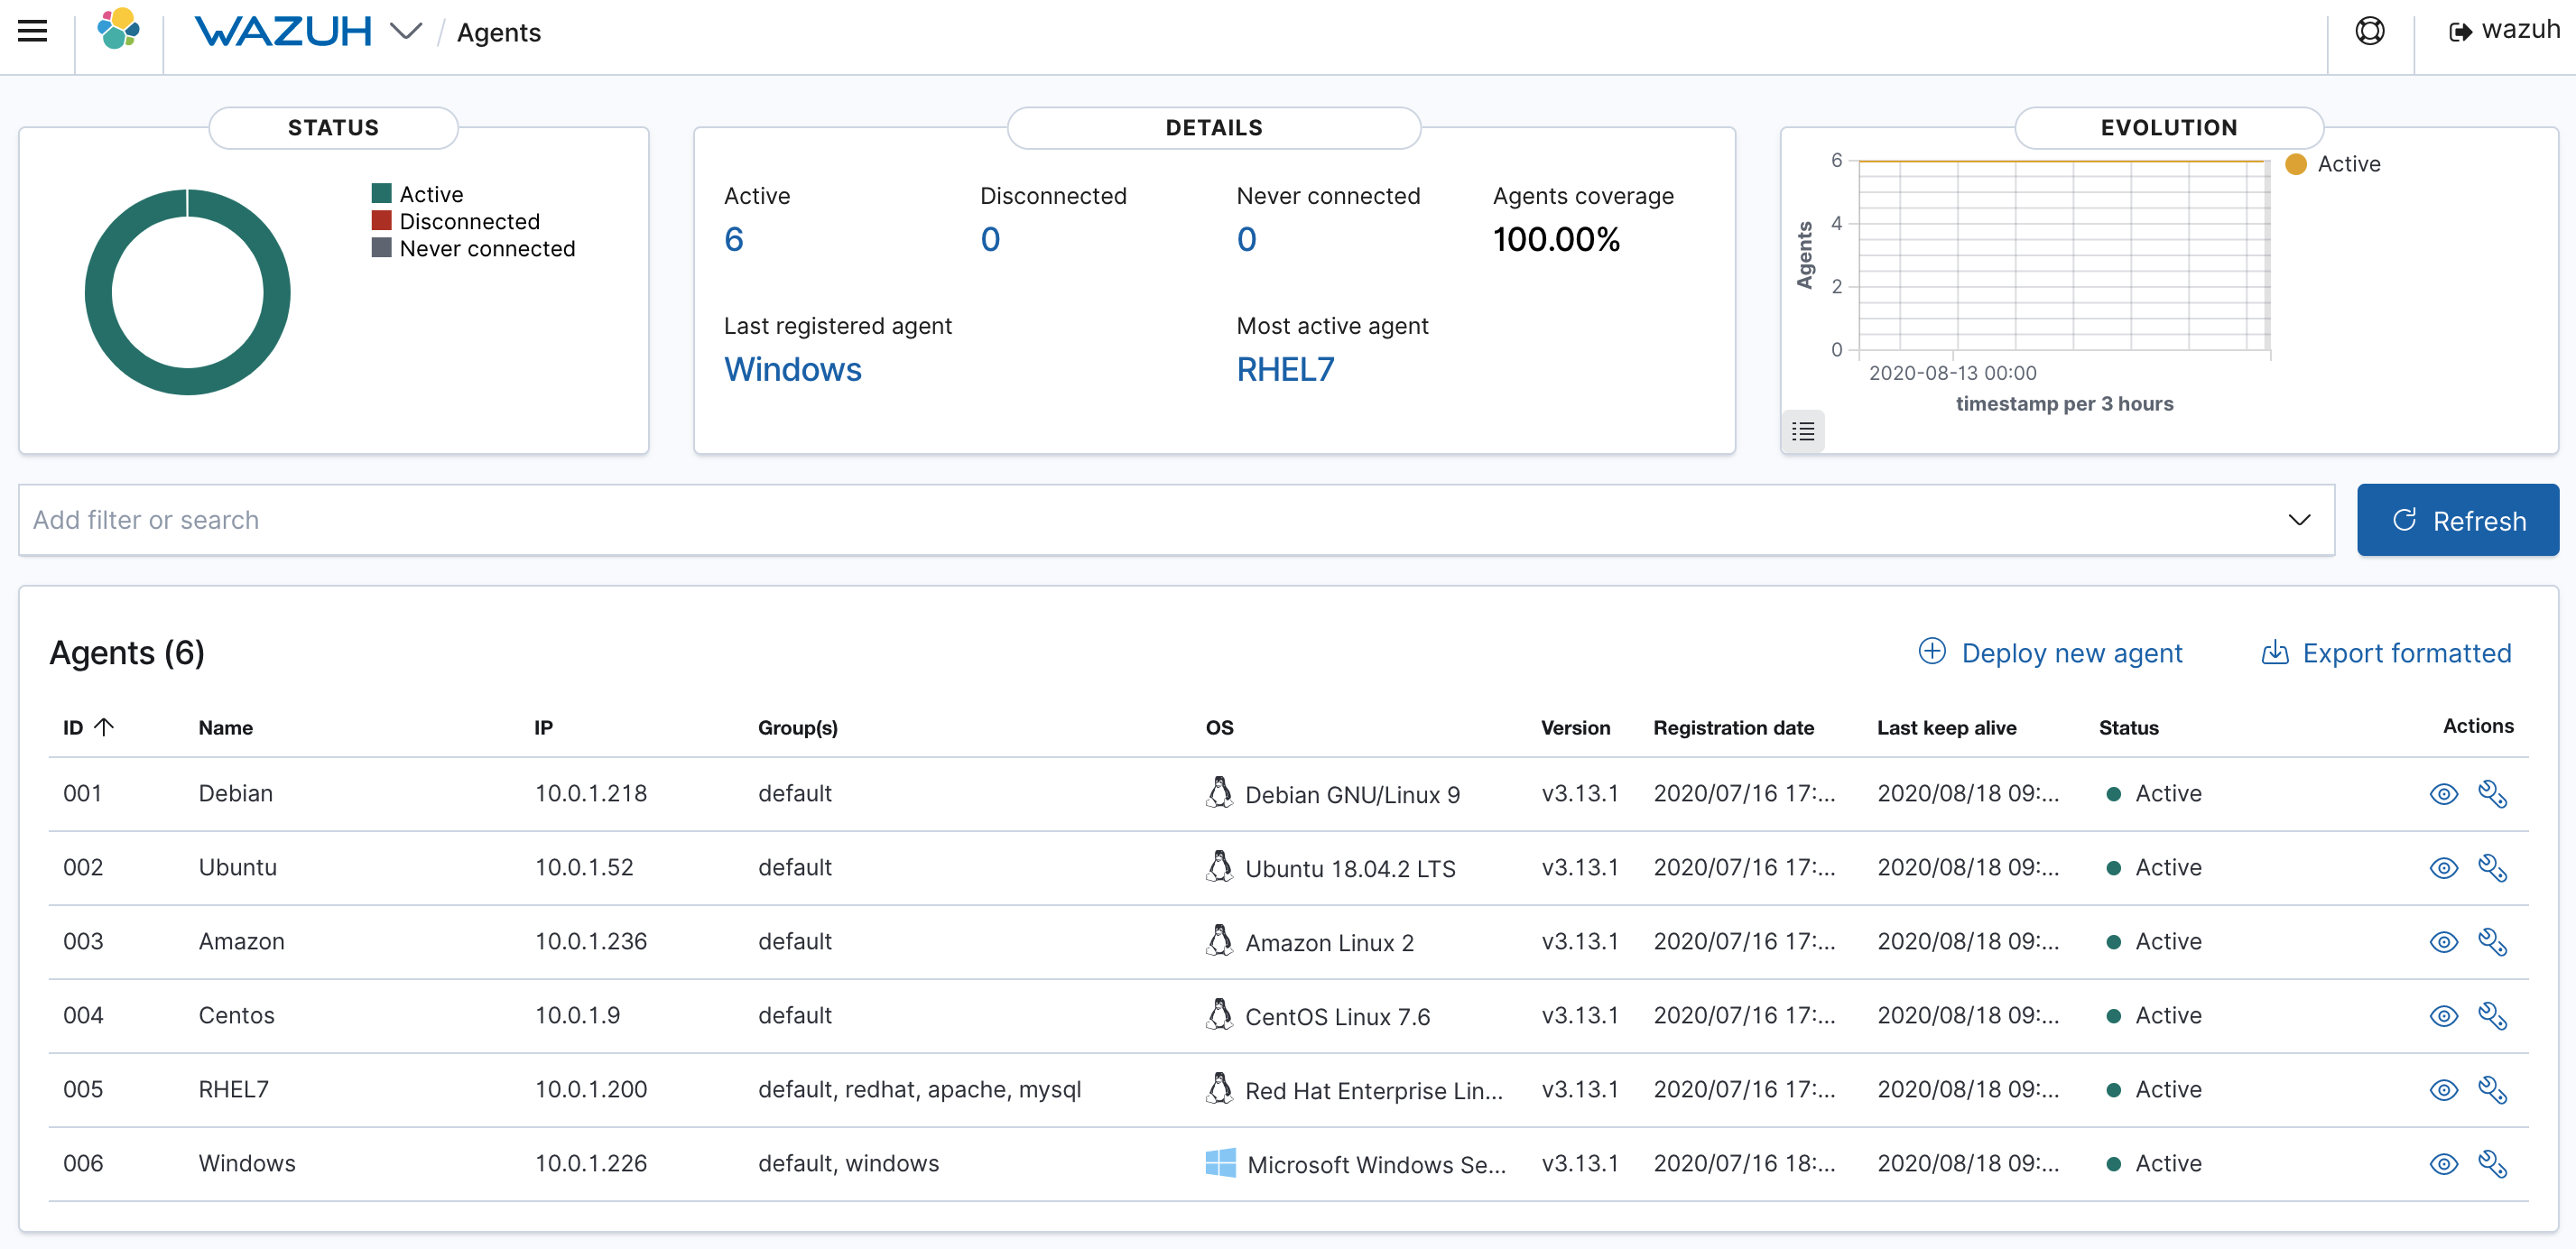 WAZUH / Agents
wazuh
STATUS
Active
Disconnected
Never connected
DETAILS
Active
6
Disconnected
0
Never connected
0
Agents coverage
100.00%
Last registered agent
Windows
Most active agent
RHEL7
EVOLUTION
Active
6
4
2
0
Agents
2020-08-13 00:00
timestamp per 3 hours
Add filter or search
Refresh
Agents (6)
Deploy new agent
Export formatted
ID Name IP Group(s) OS Version Registration date Last keep alive Status Actions
001 Debian 10.0.1.218 default Debian GNU/Linux 9 v3.13.1 2020/07/16 17:... 2020/08/18 09:... Active
002 Ubuntu 10.0.1.52 default Ubuntu 18.04.2 LTS v3.13.1 2020/07/16 17:... 2020/08/18 09:... Active
003 Amazon 10.0.1.236 default Amazon Linux 2 v3.13.1 2020/07/16 17:... 2020/08/18 09:... Active
004 Centos 10.0.1.9 default CentOS Linux 7.6 v3.13.1 2020/07/16 17:... 2020/08/18 09:... Active
005 RHEL7 10.0.1.200 default, redhat, apache, mysql Red Hat Enterprise Lin... v3.13.1 2020/07/16 17:... 2020/08/18 09:... Active
006 Windows 10.0.1.226 default, windows Microsoft Windows Se... v3.13.1 2020/07/16 18:... 2020/08/18 09:... Active